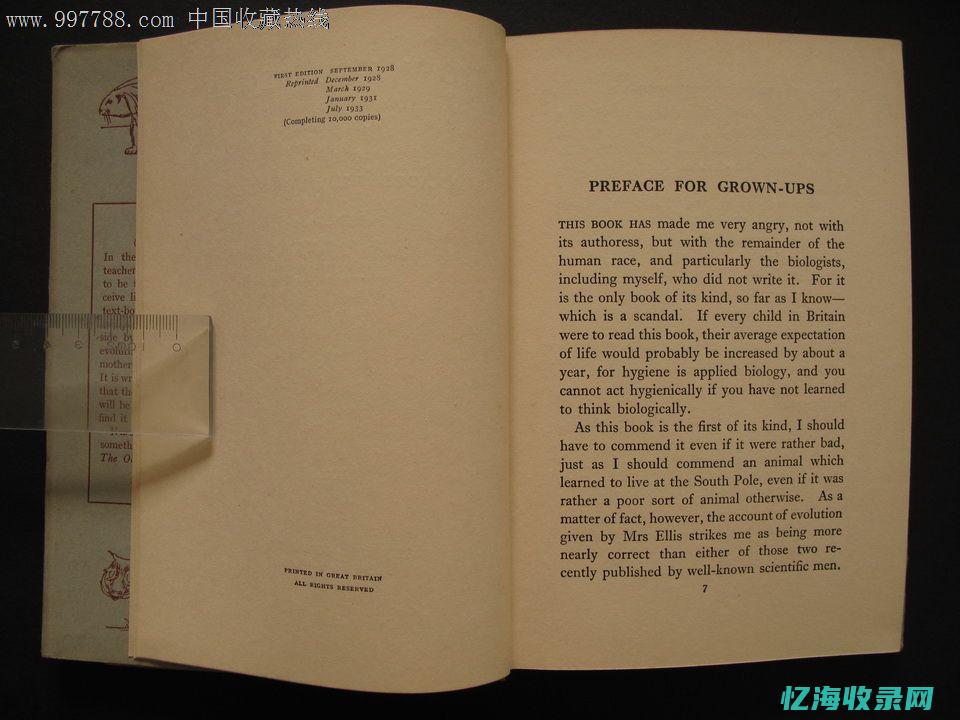 www.997788.com 中国收藏热线
In the
teacher
to be
ceive li
text-bo
side by
evolu
mother
It is wr
that the
will be
find it
someth
The O
FIRST EDITION SEPTEMBER 1928
Reprinted December 1928
March 1929
January 1931
July 1933
(Completing 10,000 copies)
PRINTED IN GREAT BRITAIN
ALL RIGHTS RESERVED
PREFACE FOR GROWN-UPS
THIS BOOK HAS made me very angry, not with
its authoress, but with the remainder of the
human race, and particularly the biologists,
including myself, who did not write it. For it
is the only book of its kind, so far as I know—
which is a scandal. If every child in Britain
were to read this book, their average expectation
of life would probably be increased by about a
year, for hygiene is applied biology, and you
cannot act hygienically if you have not learned
to think biologically.
As this book is the first of its kind, I should
have to commend it even if it were rather bad,
just as I should commend an animal which
learned to live at the South Pole, even if it was
rather a poor sort of animal otherwise. As a
matter of fact, however, the account of evolution
given by Mrs Ellis strikes me as being more
nearly correct than either of those two re-
cently published by well-known scientific men.
7
忆海收录网